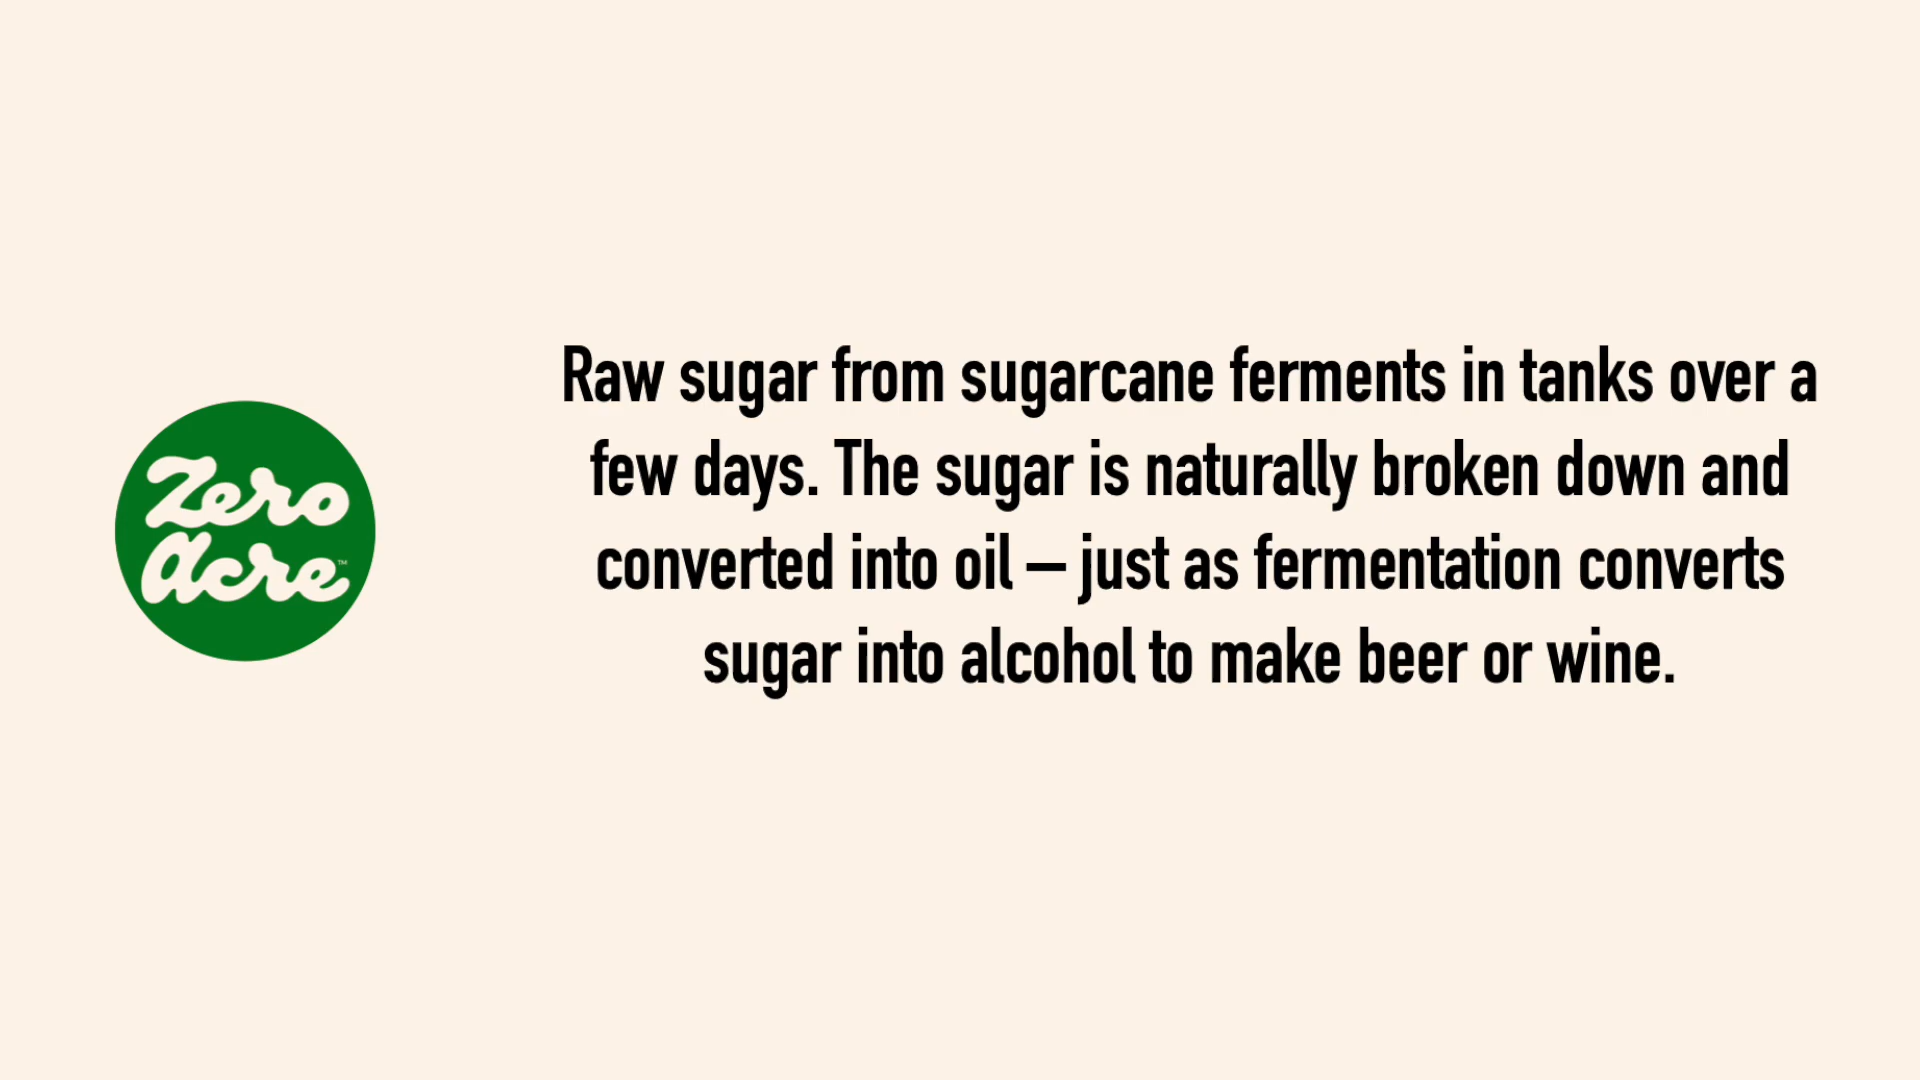 Zero
Acre™
Raw sugar from sugarcane ferments in tanks over a
few days. The sugar is naturally broken down and
converted into oil – just as fermentation converts
sugar into alcohol to make beer or wine.